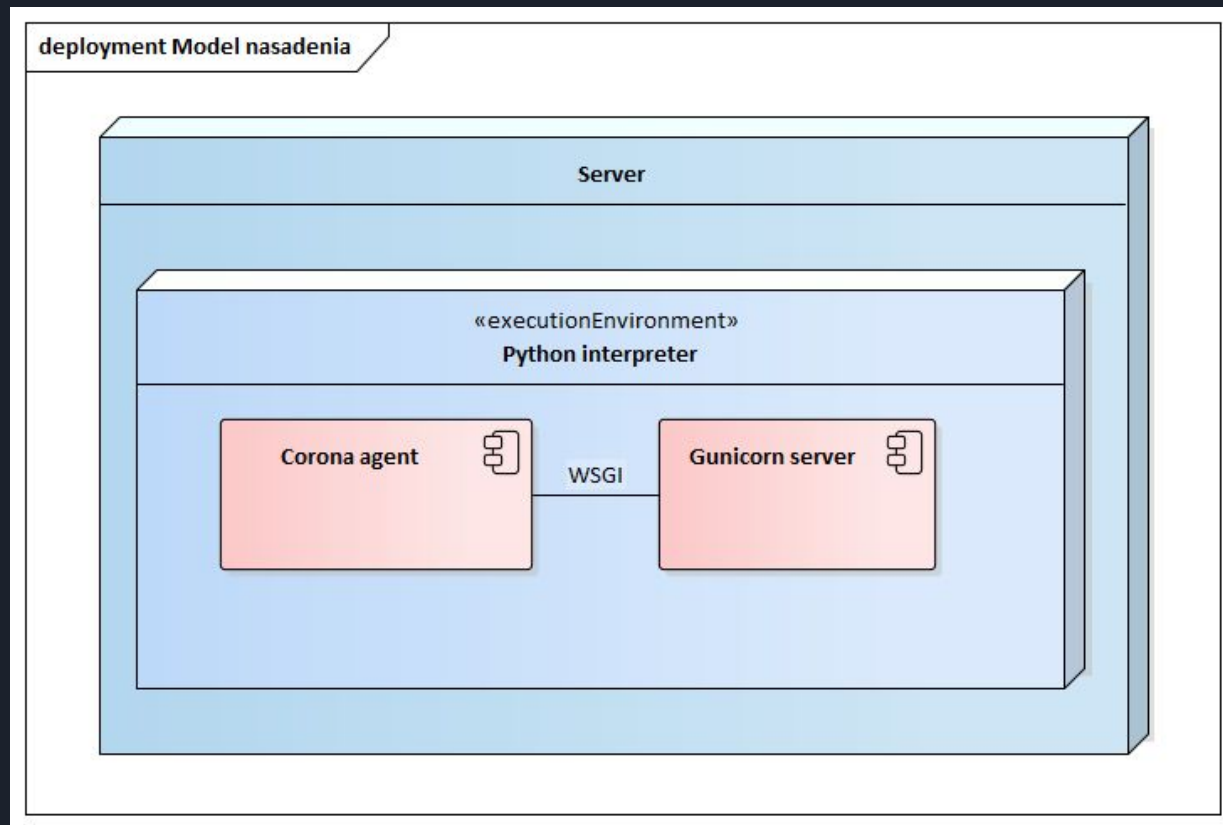 deployment Model nasadenia
Server
«executionEnvironment»
Python interpreter
Corona agent
WSGI
Gunicorn server